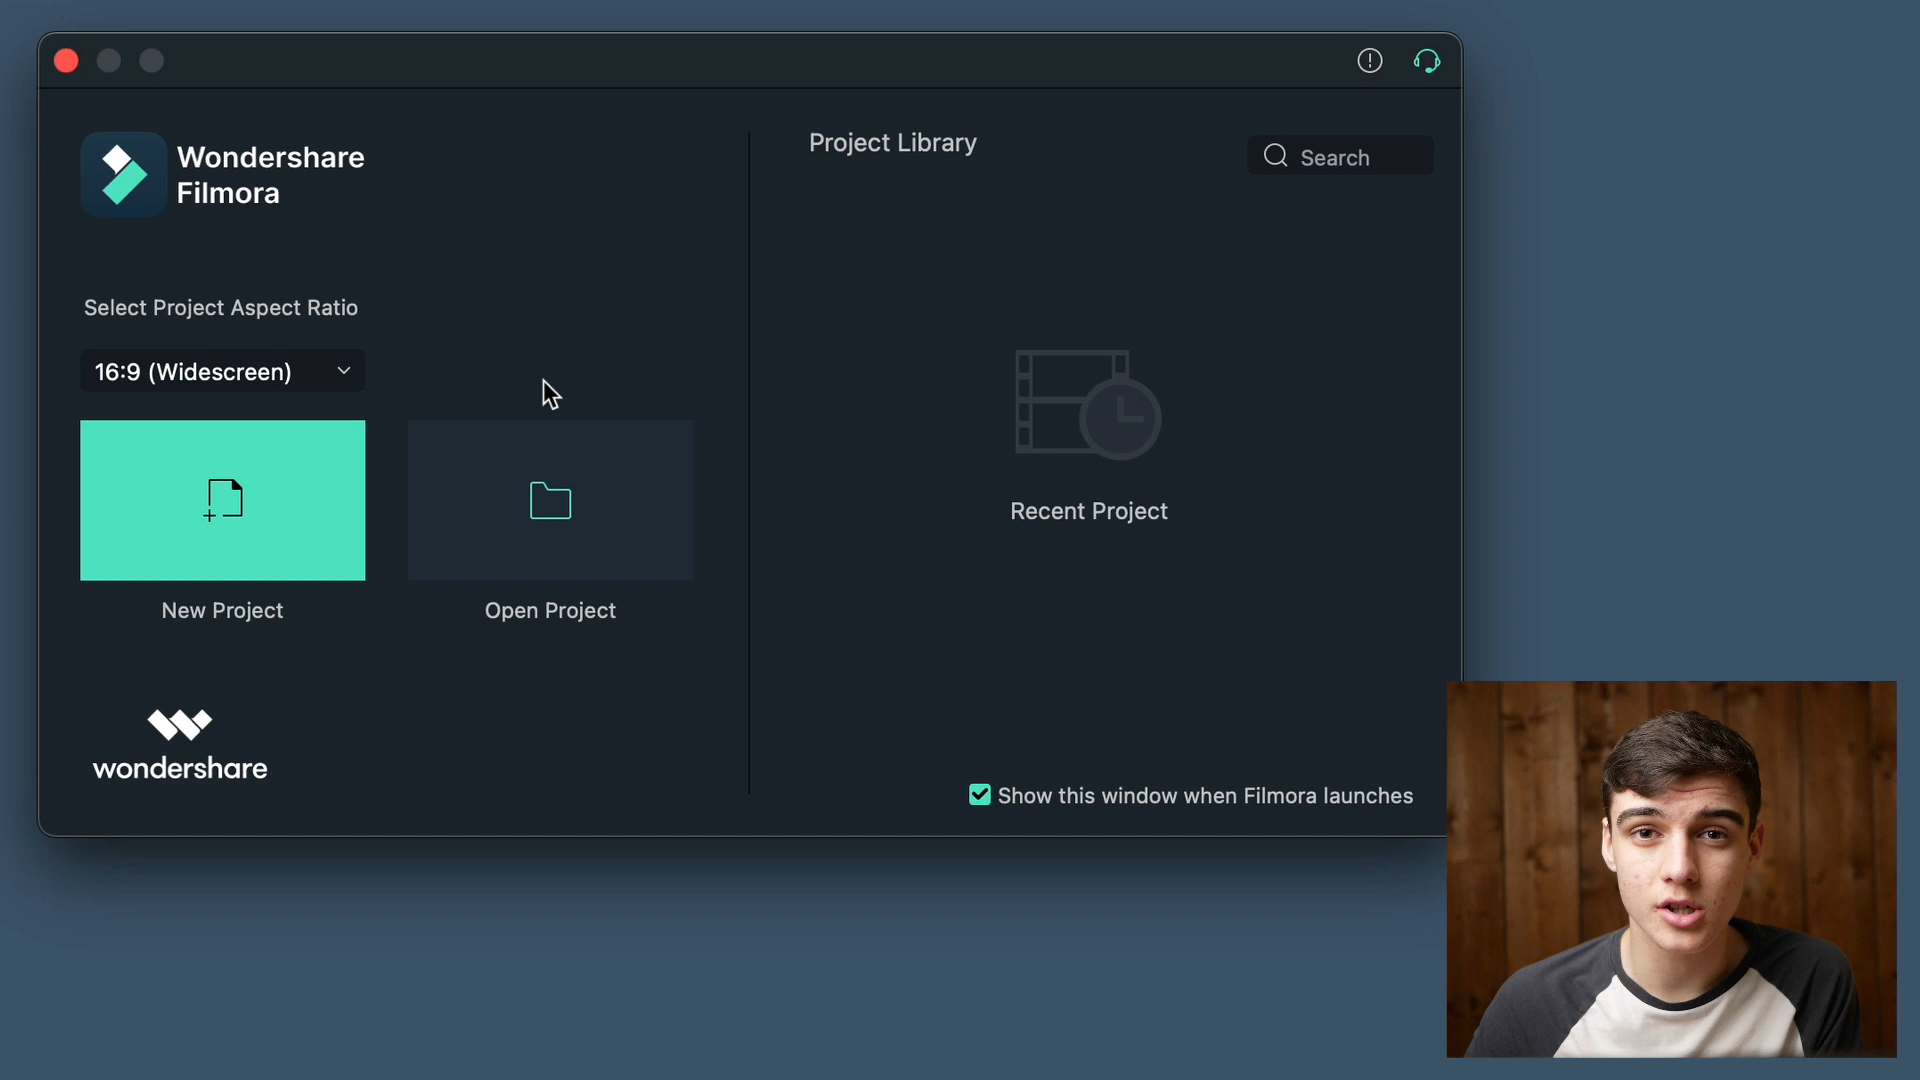 Wondershare
Filmora
Project Library
Search
Select Project Aspect Ratio
16:9 (Widescreen)
New Project
Open Project
Recent Project
wondershare
Show this window when Filmora launches